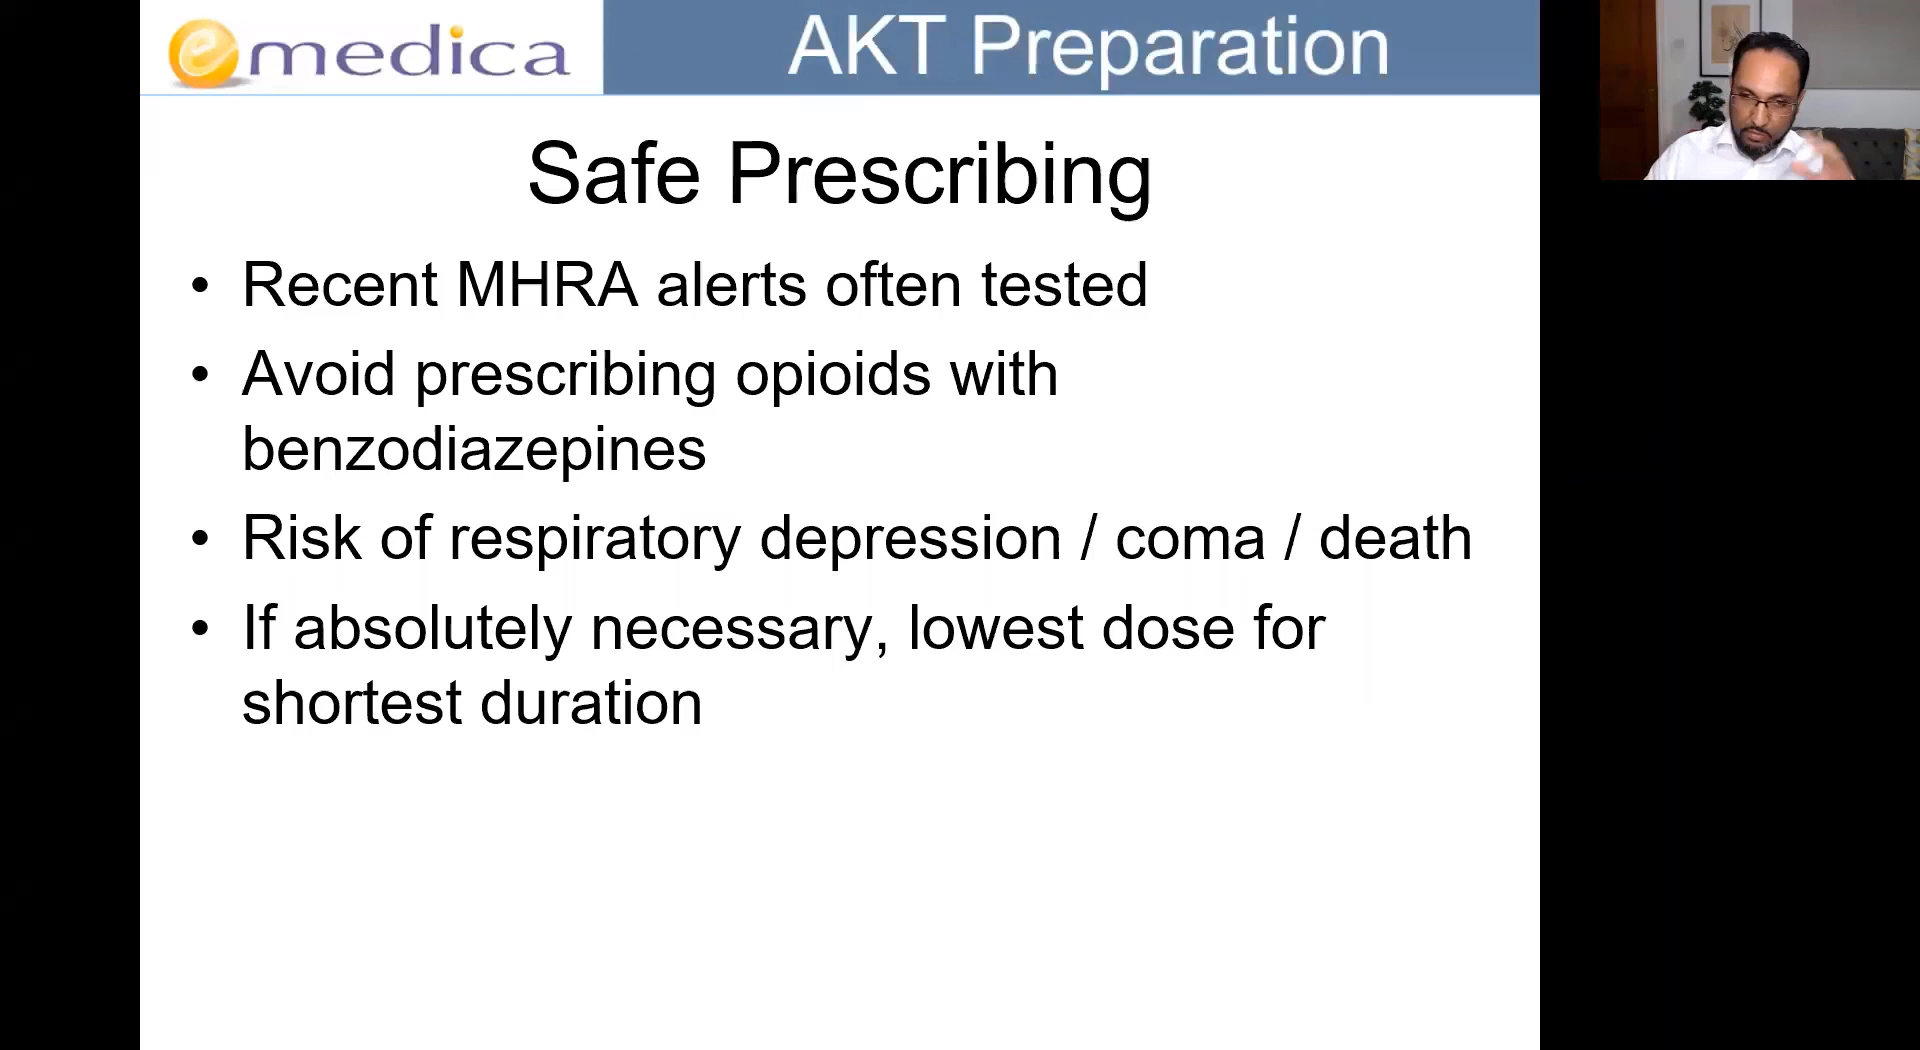 emedica
AKT Preparation
Safe Prescribing
• Recent MHRA alerts often tested
• Avoid prescribing opioids with
benzodiazepines
• Risk of respiratory depression / coma / death
• If absolutely necessary, lowest dose for
shortest duration